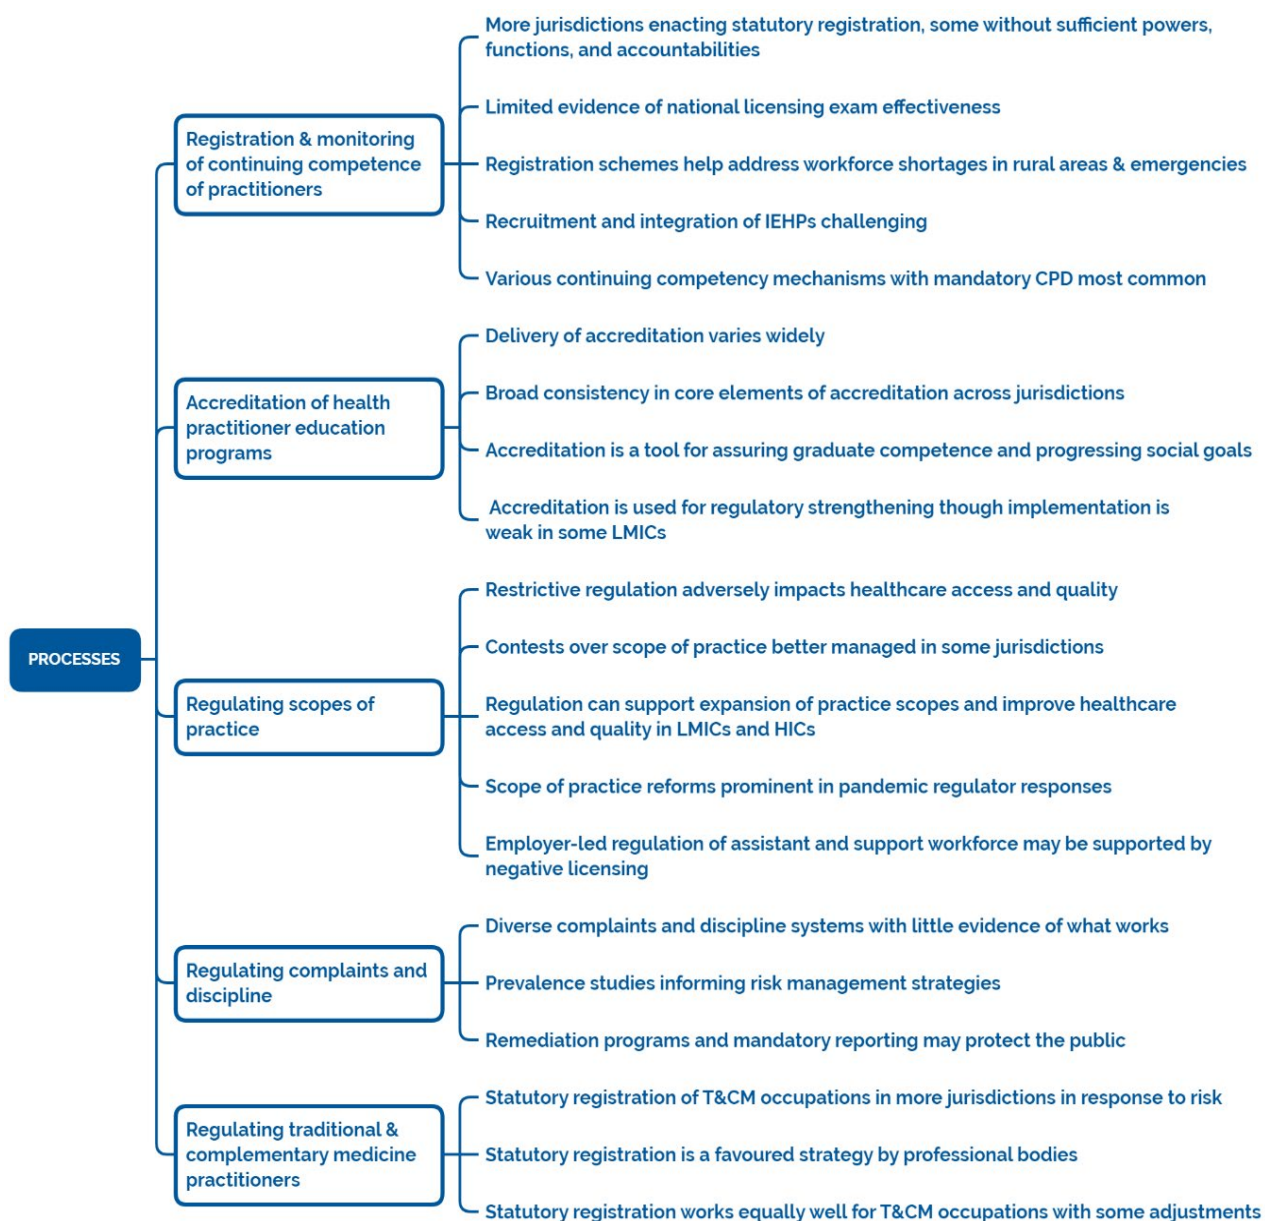 More jurisdictions enacting statutory registration, some without sufficient powers,
functions, and accountabilities
Registration & monitoring
of continuing competence
of practitioners
Limited evidence of national licensing exam effectiveness
Registration schemes help address workforce shortages in rural areas & emergencies
Recruitment and integration of IEHPs challenging
Various continuing competency mechanisms with mandatory CPD most common
Accreditation of health
practitioner education
programs
Delivery of accreditation varies widely
Broad consistency in core elements of accreditation across jurisdictions
Accreditation is a tool for assuring graduate competence and progressing social goals
Accreditation is used for regulatory strengthening though implementation is
weak in some LMICs
PROCESSES
Regulating scopes of
practice
Restrictive regulation adversely impacts healthcare access and quality
Contests over scope of practice better managed in some jurisdictions
Regulation can support expansion of practice scopes and improve healthcare
access and quality in LMICs and HICs
Scope of practice reforms prominent in pandemic regulator responses
Employer-led regulation of assistant and support workforce may be supported by
negative licensing
Regulating complaints and
discipline
Diverse complaints and discipline systems with little evidence of what works
Prevalence studies informing risk management strategies
Remediation programs and mandatory reporting may protect the public
Regulating traditional &
complementary medicine
practitioners
Statutory registration of T&CM occupations in more jurisdictions in response to risk
Statutory registration is a favoured strategy by professional bodies
Statutory registration works equally well for T&CM occupations with some adjustments